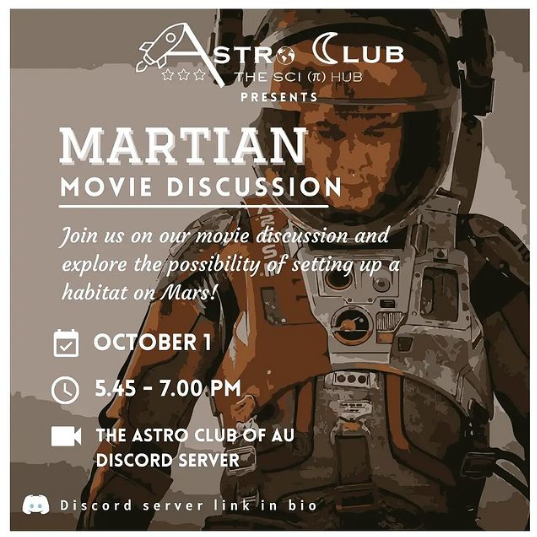 ASTRO CLUB
THE SCI (π) HUB
PRESENTS
MARTIAN
MOVIE DISCUSSION
Join us on our movie discussion and
explore the possibility of setting up a
habitat on Mars!
OCTOBER 1
5.45 - 7.00 PM
THE ASTRO CLUB OF AU
DISCORD SERVER
Discord server link in bio